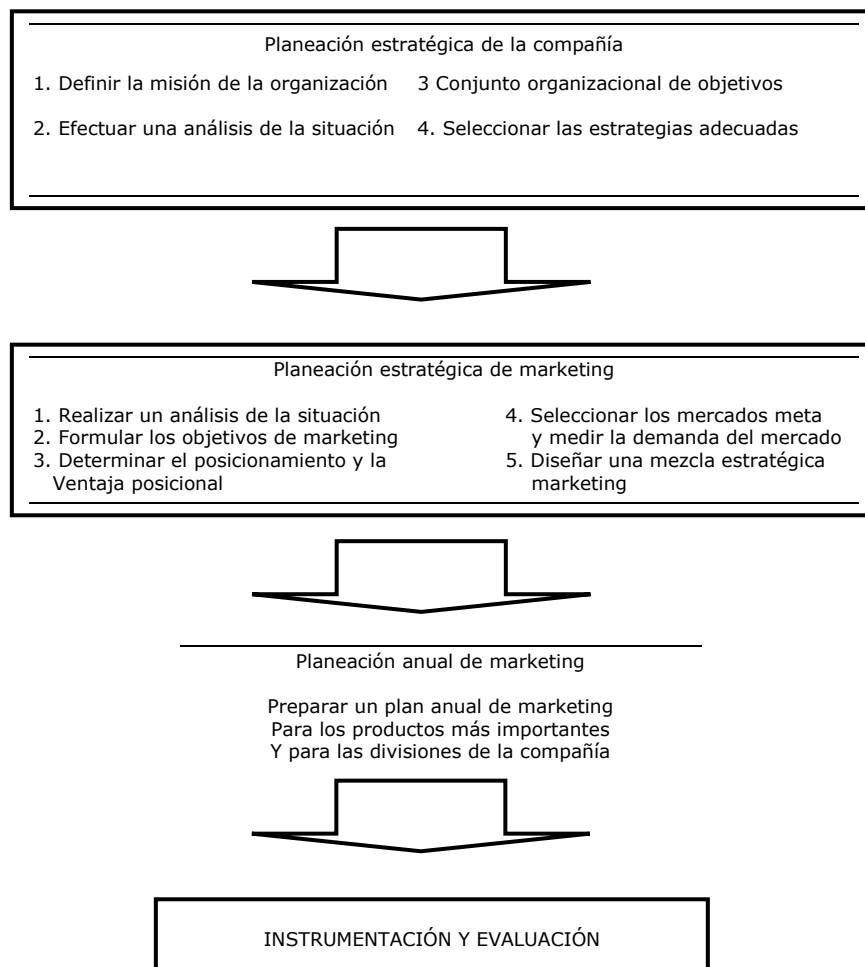 Planeación estratégica de la compañía
1. Definir la misión de la organización 3 Conjunto organizacional de objetivos
2. Efectuar una análisis de la situación 4. Seleccionar las estrategias adecuadas
Planeación estratégica de marketing
1. Realizar un análisis de la situación
2. Formular los objetivos de marketing
3. Determinar el posicionamiento y la
Ventaja posicional
4. Seleccionar los mercados meta
y medir la demanda del mercado
5. Diseñar una mezcla estratégica
marketing
Planeación anual de marketing
Preparar un plan anual de marketing
Para los productos más importantes
Y para las divisiones de la compañía
INSTRUMENTACIÓN Y EVALUACIÓN